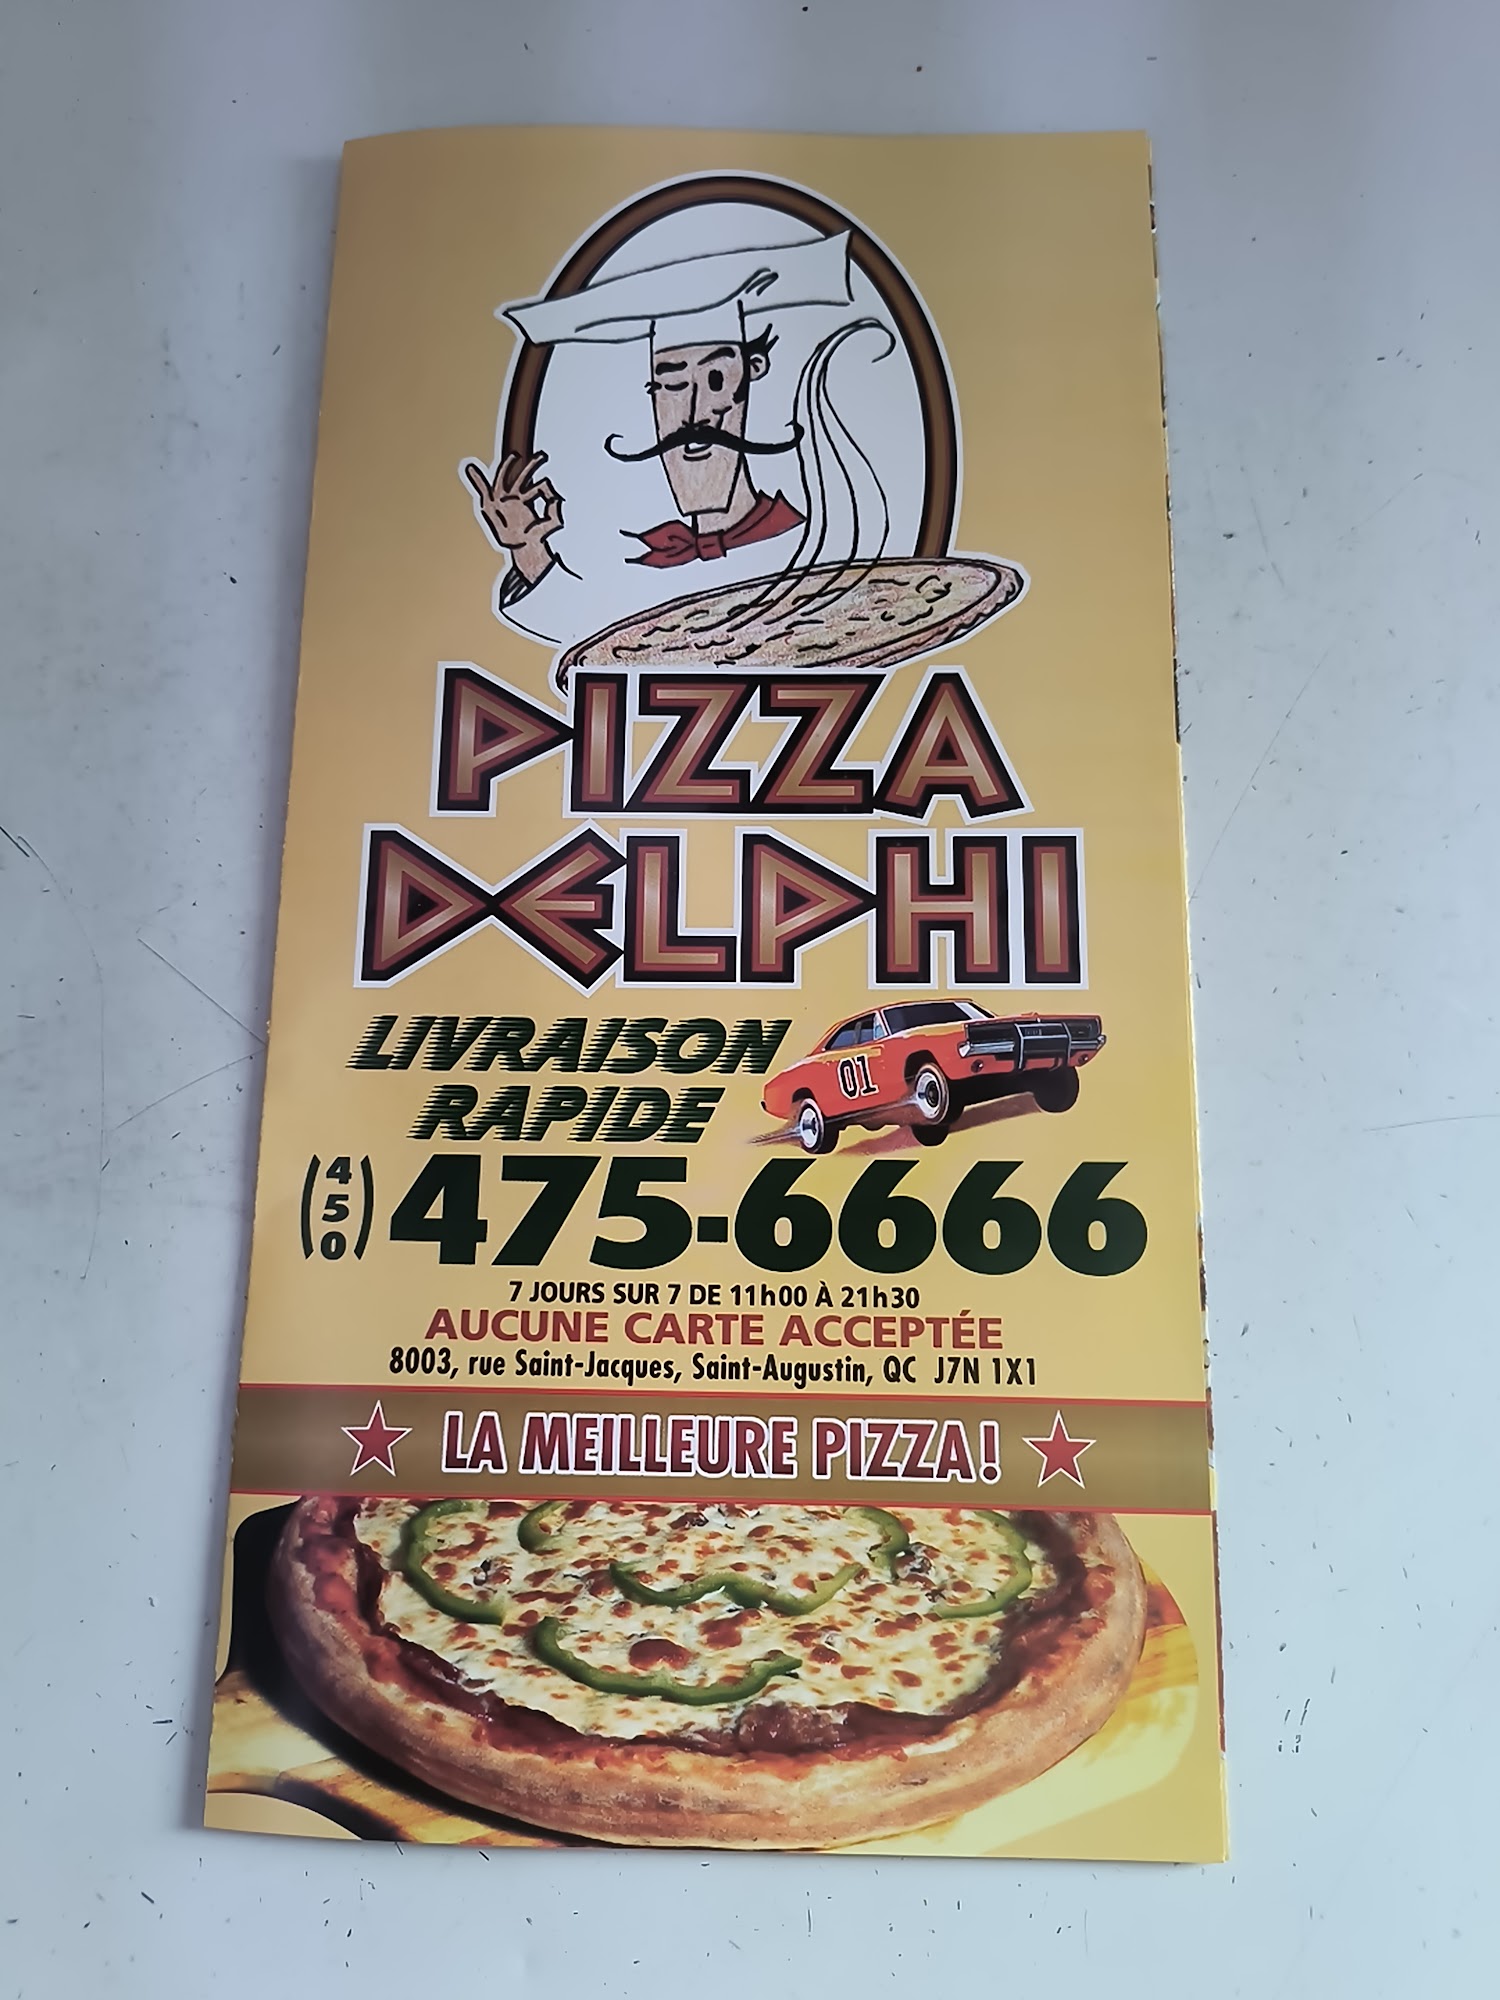 PIZZA
DELPHI
LIVRAISON
RAPIDE
01
(450) 475-6666
7 JOURS SUR 7 DE 11h00 À 21h30
AUCUNE CARTE ACCEPTÉE
8003, rue Saint-Jacques, Saint-Augustin, QC J7N 1X1
LA MEILLEURE PIZZA!